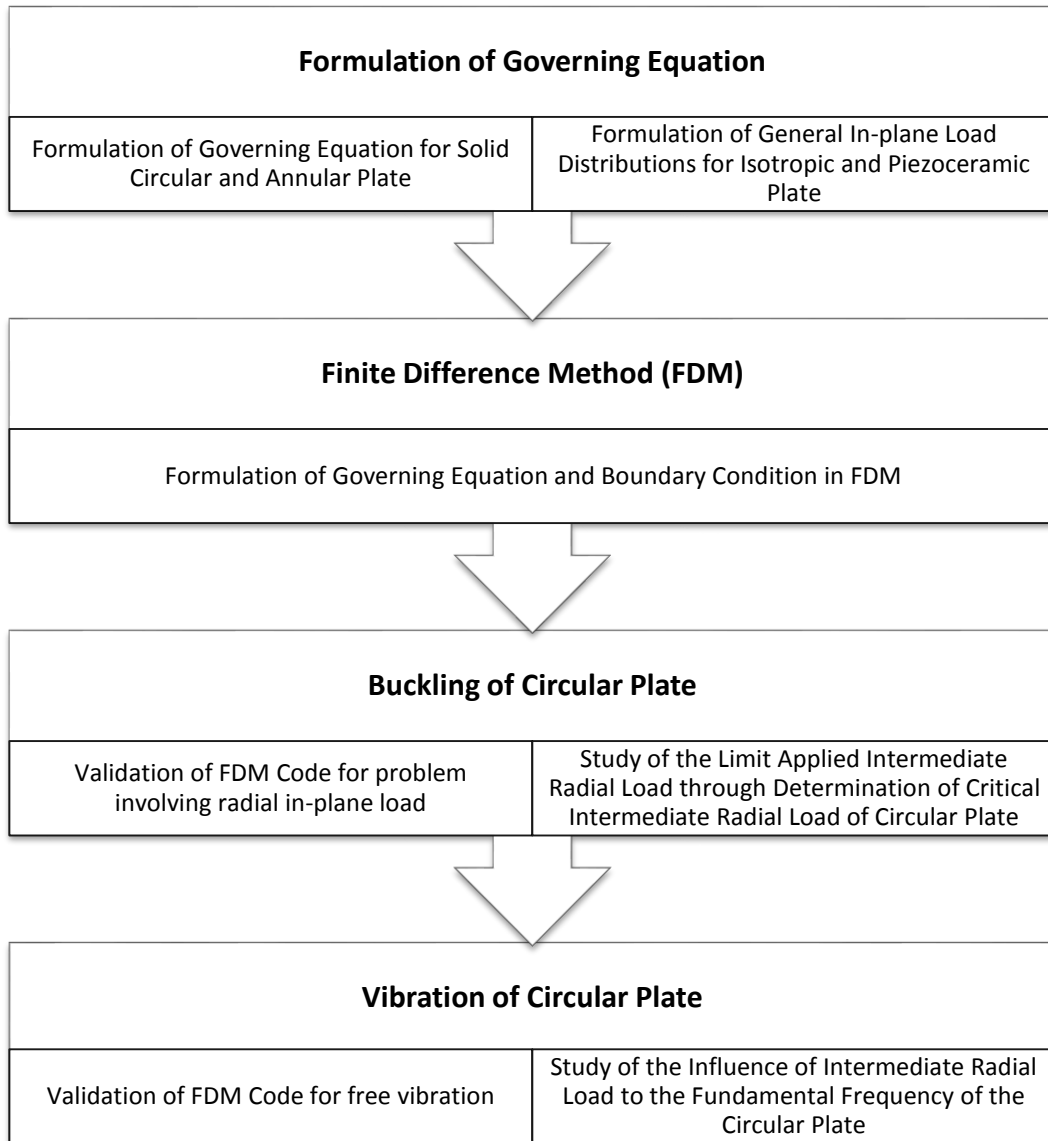 Formulation of Governing Equation
Formulation of Governing Equation for Solid
Circular and Annular Plate
Formulation of General In-plane Load
Distributions for Isotropic and Piezoceramic
Plate
Finite Difference Method (FDM)
Formulation of Governing Equation and Boundary Condition in FDM
Buckling of Circular Plate
Validation of FDM Code for problem
involving radial in-plane load
Study of the Limit Applied Intermediate
Radial Load through Determination of Critical
Intermediate Radial Load of Circular Plate
Vibration of Circular Plate
Validation of FDM Code for free vibration
Study of the Influence of Intermediate Radial
Load to the Fundamental Frequency of the
Circular Plate